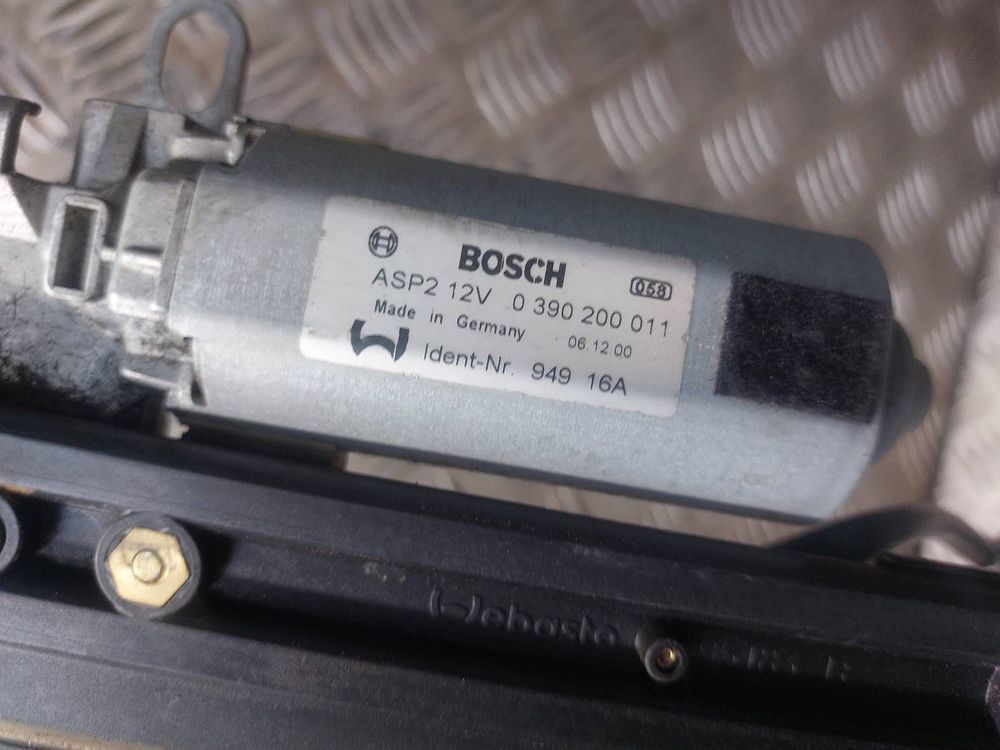 BOSCH
058
ASP2 12V 0 390 200 011
Made in Germany 06.12.00
Ident-Nr. 949 16A
Webasto